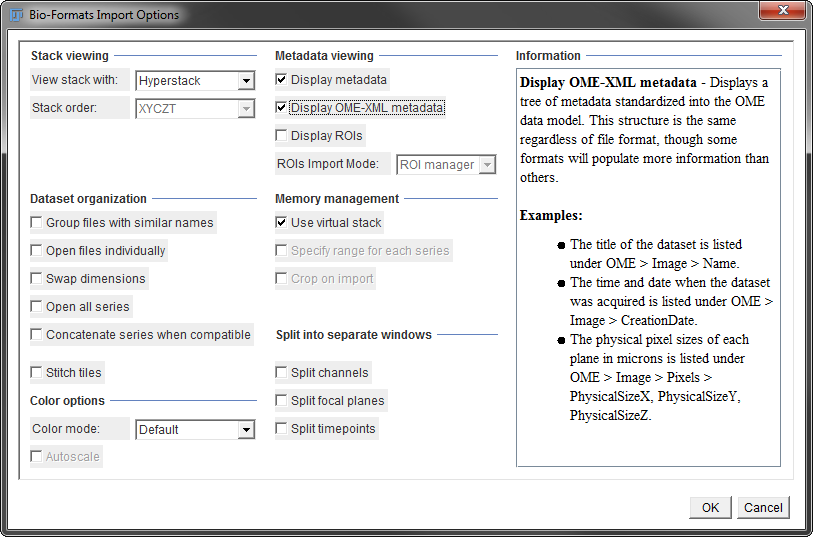 Bio-Formats Import Options
Stack viewing
View stack with: Hyperstack
Stack order: XYCZT
Metadata viewing
Display metadata
Display OME-XML metadata
Display ROIs
ROIs Import Mode: ROI manager
Information
Display OME-XML metadata - Displays a
tree of metadata standardized into the OME
data model. This structure is the same
regardless of file format, though some
formats will populate more information than
others.
Examples:
The title of the dataset is listed
under OME > Image > Name.
The time and date when the dataset
was acquired is listed under OME >
Image > CreationDate.
The physical pixel sizes of each
plane in microns is listed under
OME > Image > Pixels >
PhysicalSizeX, PhysicalSizeY,
PhysicalSizeZ.
Dataset organization
Group files with similar names
Open files individually
Swap dimensions
Open all series
Concatenate series when compatible
Stitch tiles
Memory management
Use virtual stack
Specify range for each series
Crop on import
Color options
Color mode: Default
Autoscale
Split into separate windows
Split channels
Split focal planes
Split timepoints
OK
Cancel